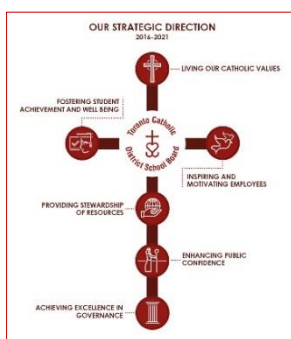 OUR STRATEGIC DIRECTION
2016-2021
LIVING OUR CATHOLIC VALUES
FOSTERING STUDENT
ACHIEVEMENT AND WELL BEING
Toronto Catholic
District School Board
INSPIRING AND
MOTIVATING EMPLOYEES
PROVIDING STEWARDSHIP
OF RESOURCES
ENHANCING PUBLIC
CONFIDENCE
ACHIEVING EXCELLENCE IN
GOVERNANCE